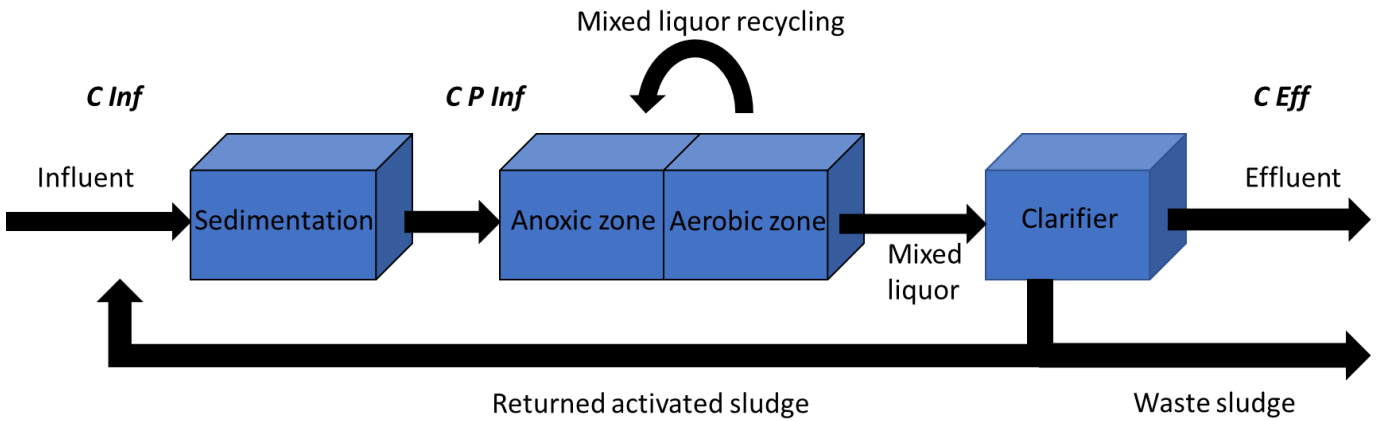 Mixed liquor recycling
C Inf
C P Inf
C Eff
Influent
Effluent
Sedimentation
Anoxic zone
Aerobic zone
Clarifier
Mixed
liquor
Returned activated sludge
Waste sludge